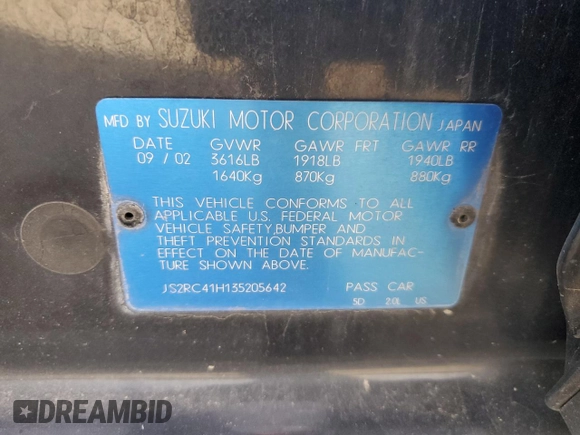 MFD BY SUZUKI MOTOR CORPORATION JAPAN
DATE GVWR GAWR FRT GAWR RR
09 / 02 3616LB 1918LB 1940LB
1640Kg 870Kg 880Kg
THIS VEHICLE CONFORMS TO ALL
APPLICABLE U.S. FEDERAL MOTOR
VEHICLE SAFETY,BUMPER AND
THEFT PREVENTION STANDARDS IN
EFFECT ON THE DATE OF MANUFAC-
TURE SHOWN ABOVE.
JS2RC41H135205642 PASS CAR
5D 2.0L US
DREAMBID